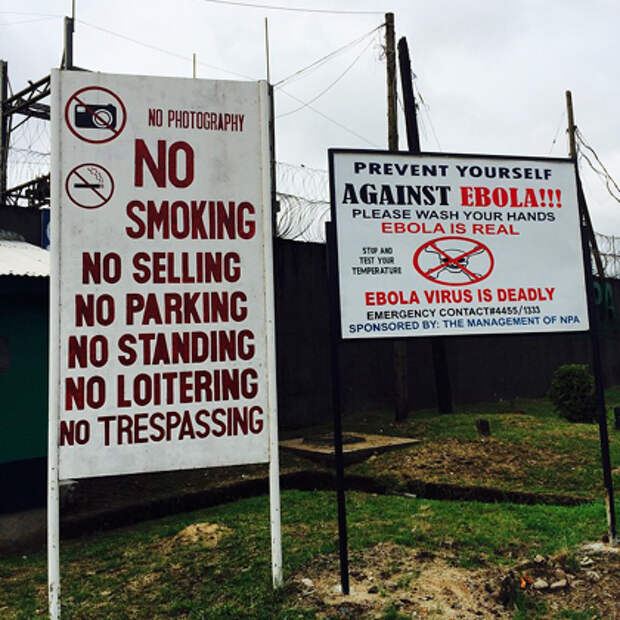 NO PHOTOGRAPHY
NO
SMOKING
NO SELLING
NO PARKING
NO STANDING
NO LOITERING
NO TRESPASSING
PREVENT YOURSELF
AGAINST EBOLA!!!
PLEASE WASH YOUR HANDS
EBOLA IS REAL
STOP AND
TEST YOUR
TEMPERATURE
EBOLA VIRUS IS DEADLY
EMERGENCY CONTACT#4455/1333
SPONSORED BY: THE MANAGEMENT OF NPA